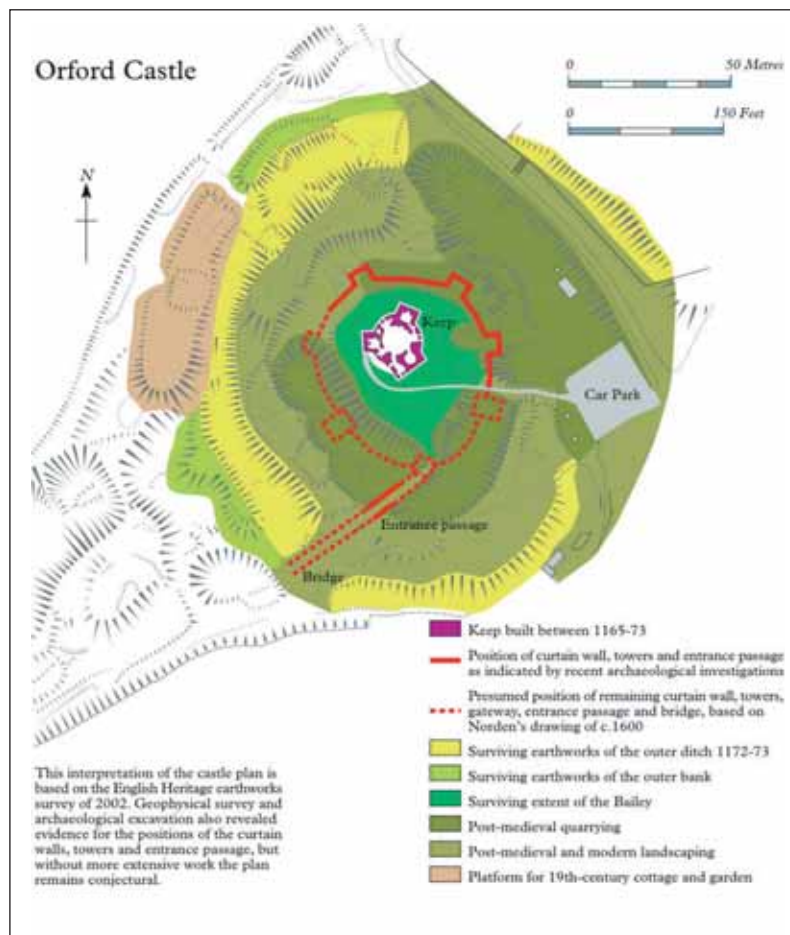 Orford Castle
0 50 Metres
0 150 Feet
N
Keep
Car Park
Entrance passage
Bridge
Keep built between 1165-73
Position of curtain wall, towers and entrance passage
as indicated by recent archaeological investigations
Presumed position of remaining curtain wall, towers,
gateway, entrance passage and bridge, based on
Norden's drawing of c.1600
Surviving earthworks of the outer ditch 1172-73
Surviving earthworks of the outer bank
Surviving extent of the Bailey
Post-medieval quarrying
Post-medieval and modern landscaping
Platform for 19th-century cottage and garden
This interpretation of the castle plan is
based on the English Heritage earthworks
survey of 2002. Geophysical survey and
archaeological excavation also revealed
evidence for the positions of the curtain
walls, towers and entrance passage, but
without more extensive work the plan
remains conjectural.